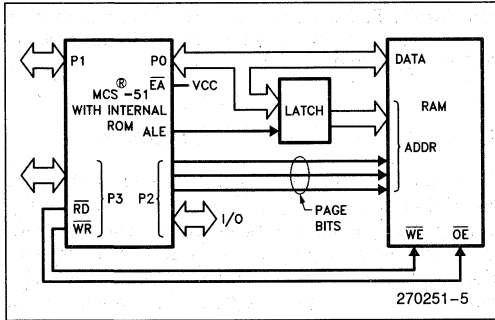 P1
P0
MCS®-51
WITH INTERNAL
ROM
EA
VCC
ALE
LATCH
DATA
RAM
ADDR
P3
P2
RD
WR
I/O
PAGE
BITS
WE
OE
270251-5